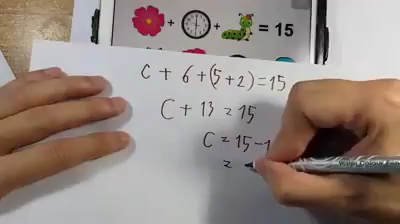 + + = 15
C + 6 + (5 + 2) = 15
C + 13 = 15
C = 15 - 1
=